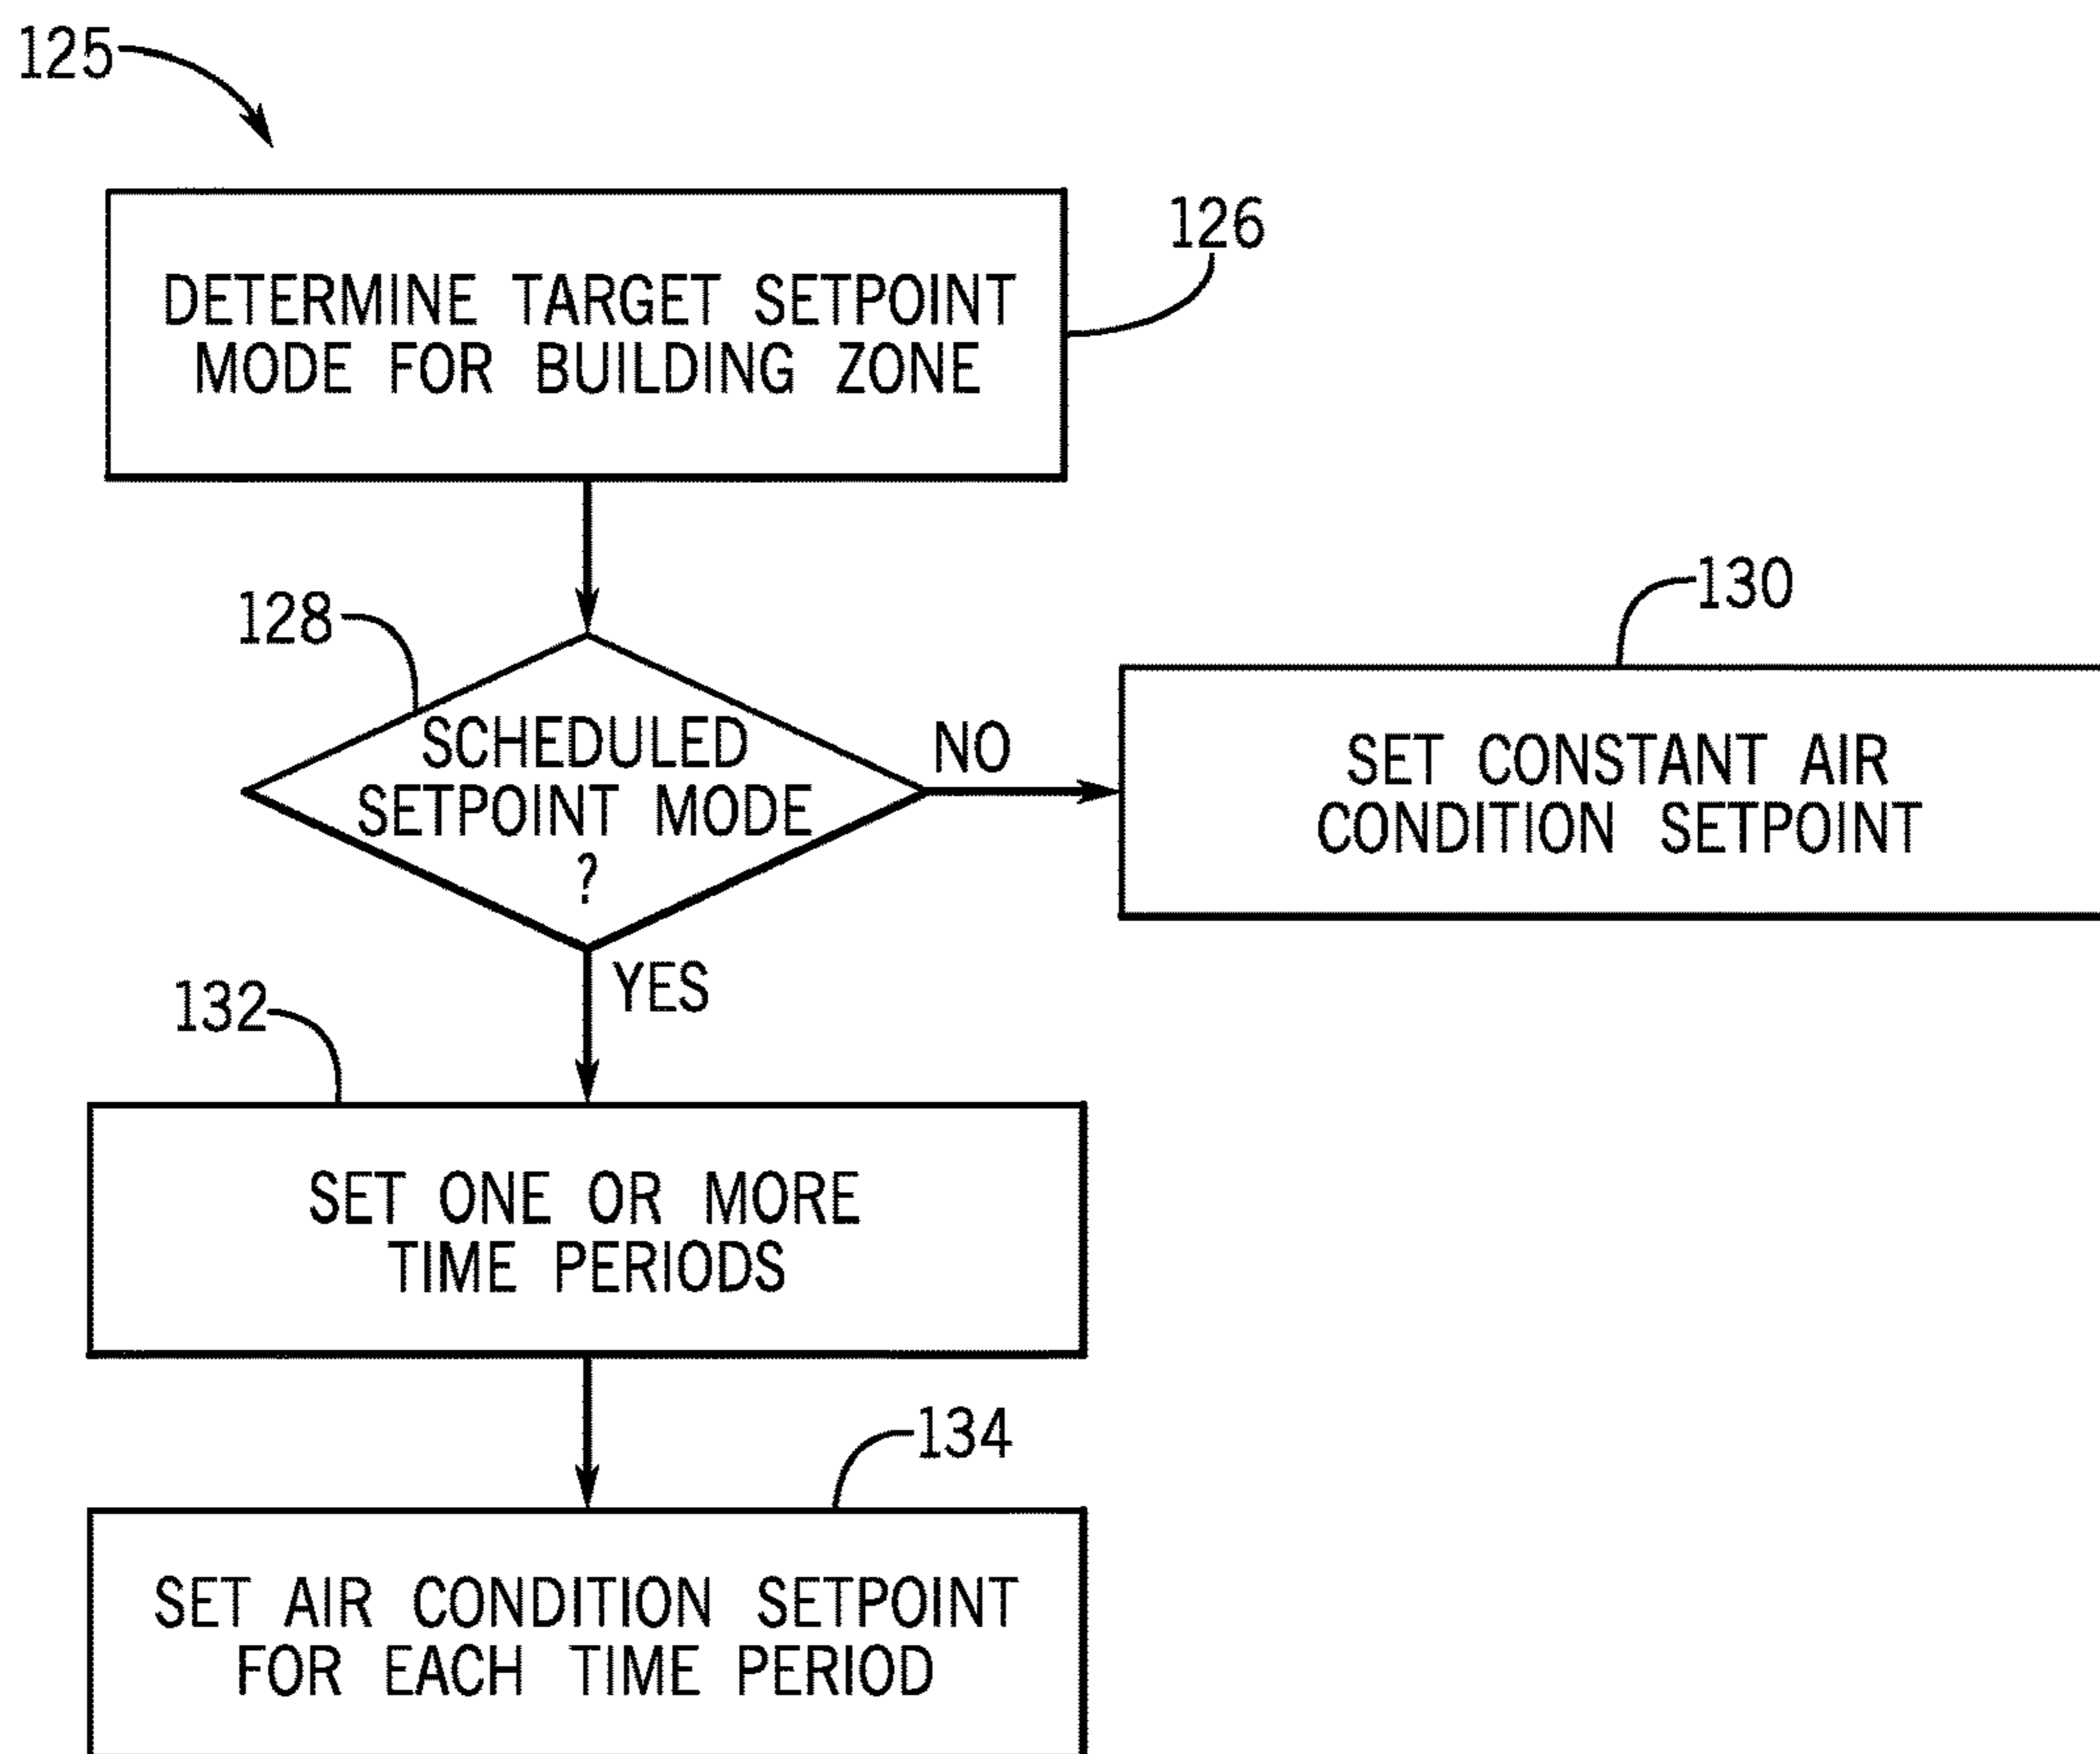 125
126
DETERMINE TARGET SETPOINT
MODE FOR BUILDING ZONE
128
130
SCHEDULED
SETPOINT MODE
?
NO
SET CONSTANT AIR
CONDITION SETPOINT
YES
132
SET ONE OR MORE
TIME PERIODS
134
SET AIR CONDITION SETPOINT
FOR EACH TIME PERIOD